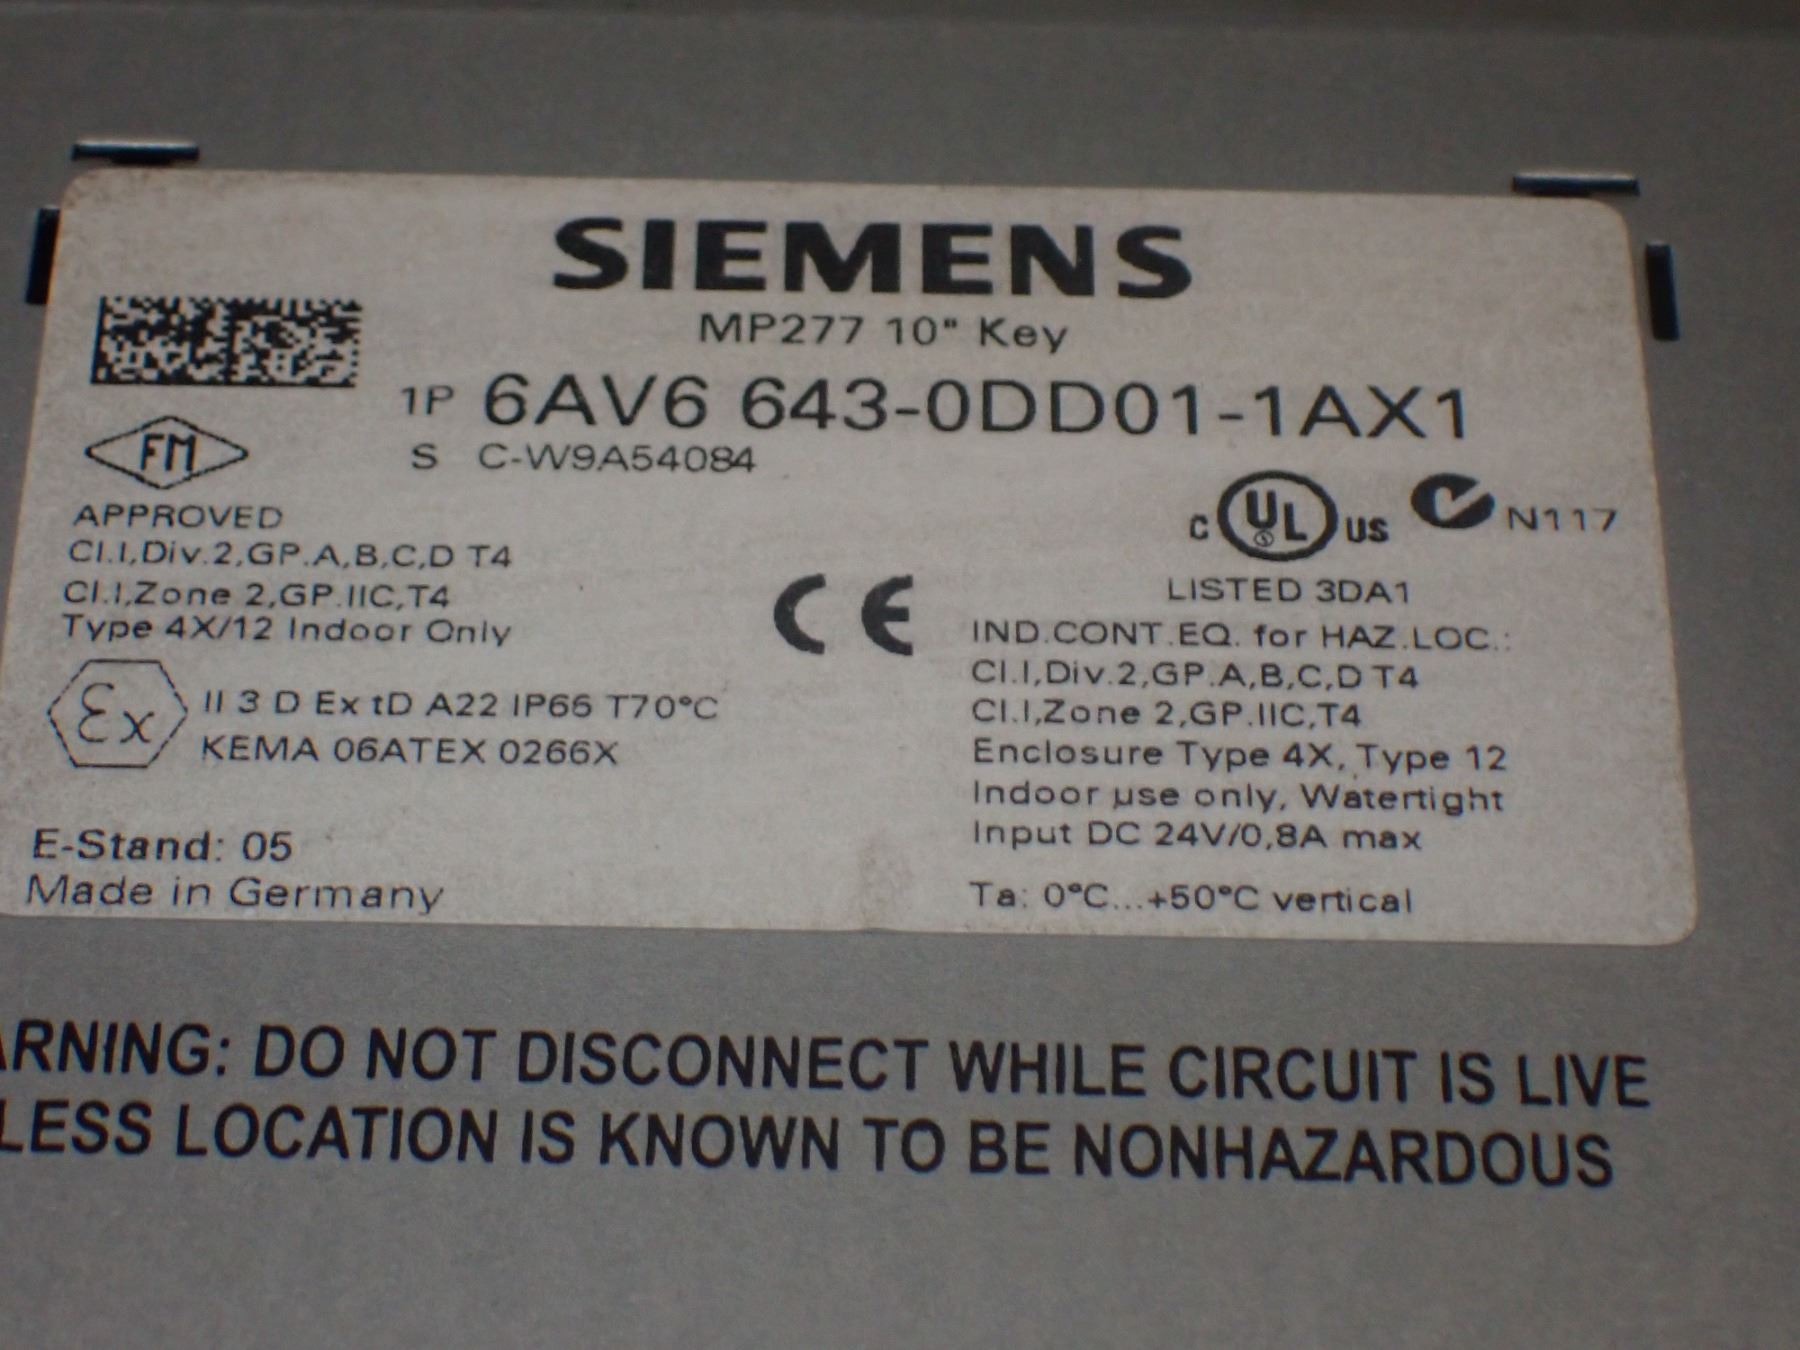 SIEMENS
MP277 10" Key
1P 6AV6 643-0DD01-1AX1
S C-W9A54084
FM
APPROVED
Cl.I,Div.2,GP.A,B,C,D T4
Cl.I,Zone 2,GP.IIC,T4
Type 4X/12 Indoor Only
CE
C UL US N117
LISTED 3DA1
IND.CONT.EQ. for HAZ.LOC.:
Cl.I,Div.2,GP.A,B,C,D T4
Cl.I,Zone 2,GP.IIC,T4
Enclosure Type 4X, Type 12
Indoor use only, Watertight
Input DC 24V/0,8A max
Ta: 0°C...+50°C vertical
Ex II 3 D Ex tD A22 IP66 T70°C
KEMA 06ATEX 0266X
E-Stand: 05
Made in Germany
ARNING: DO NOT DISCONNECT WHILE CIRCUIT IS LIVE
LESS LOCATION IS KNOWN TO BE NONHAZARDOUS